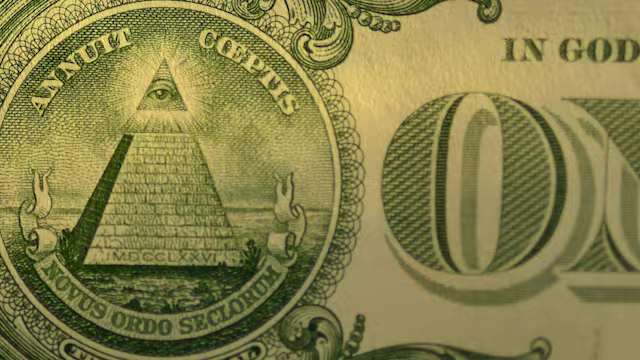 ANNUIT CŒPTIS
IN GOD
MDCCLXXVI
NOVUS ORDO SECLORUM